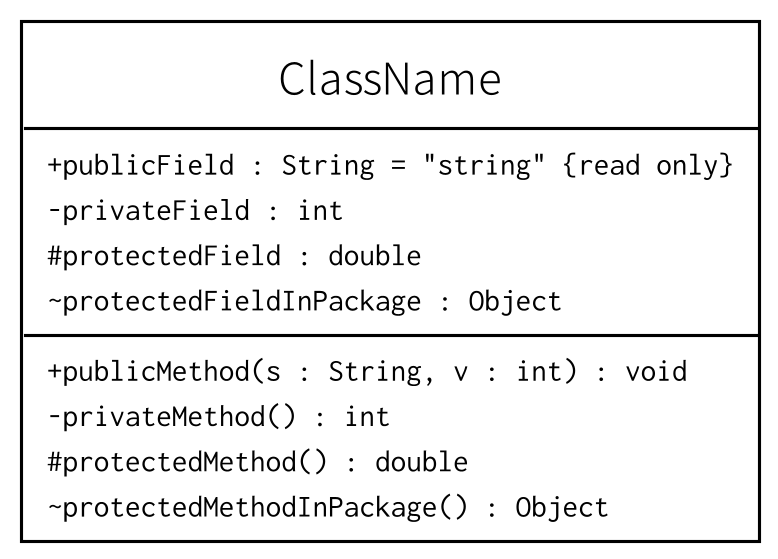 ClassName
+publicField : String = "string" {read only}
-privateField : int
#protectedField : double
~protectedFieldInPackage : Object
+publicMethod(s : String, v : int) : void
-privateMethod() : int
#protectedMethod() : double
~protectedMethodInPackage() : Object